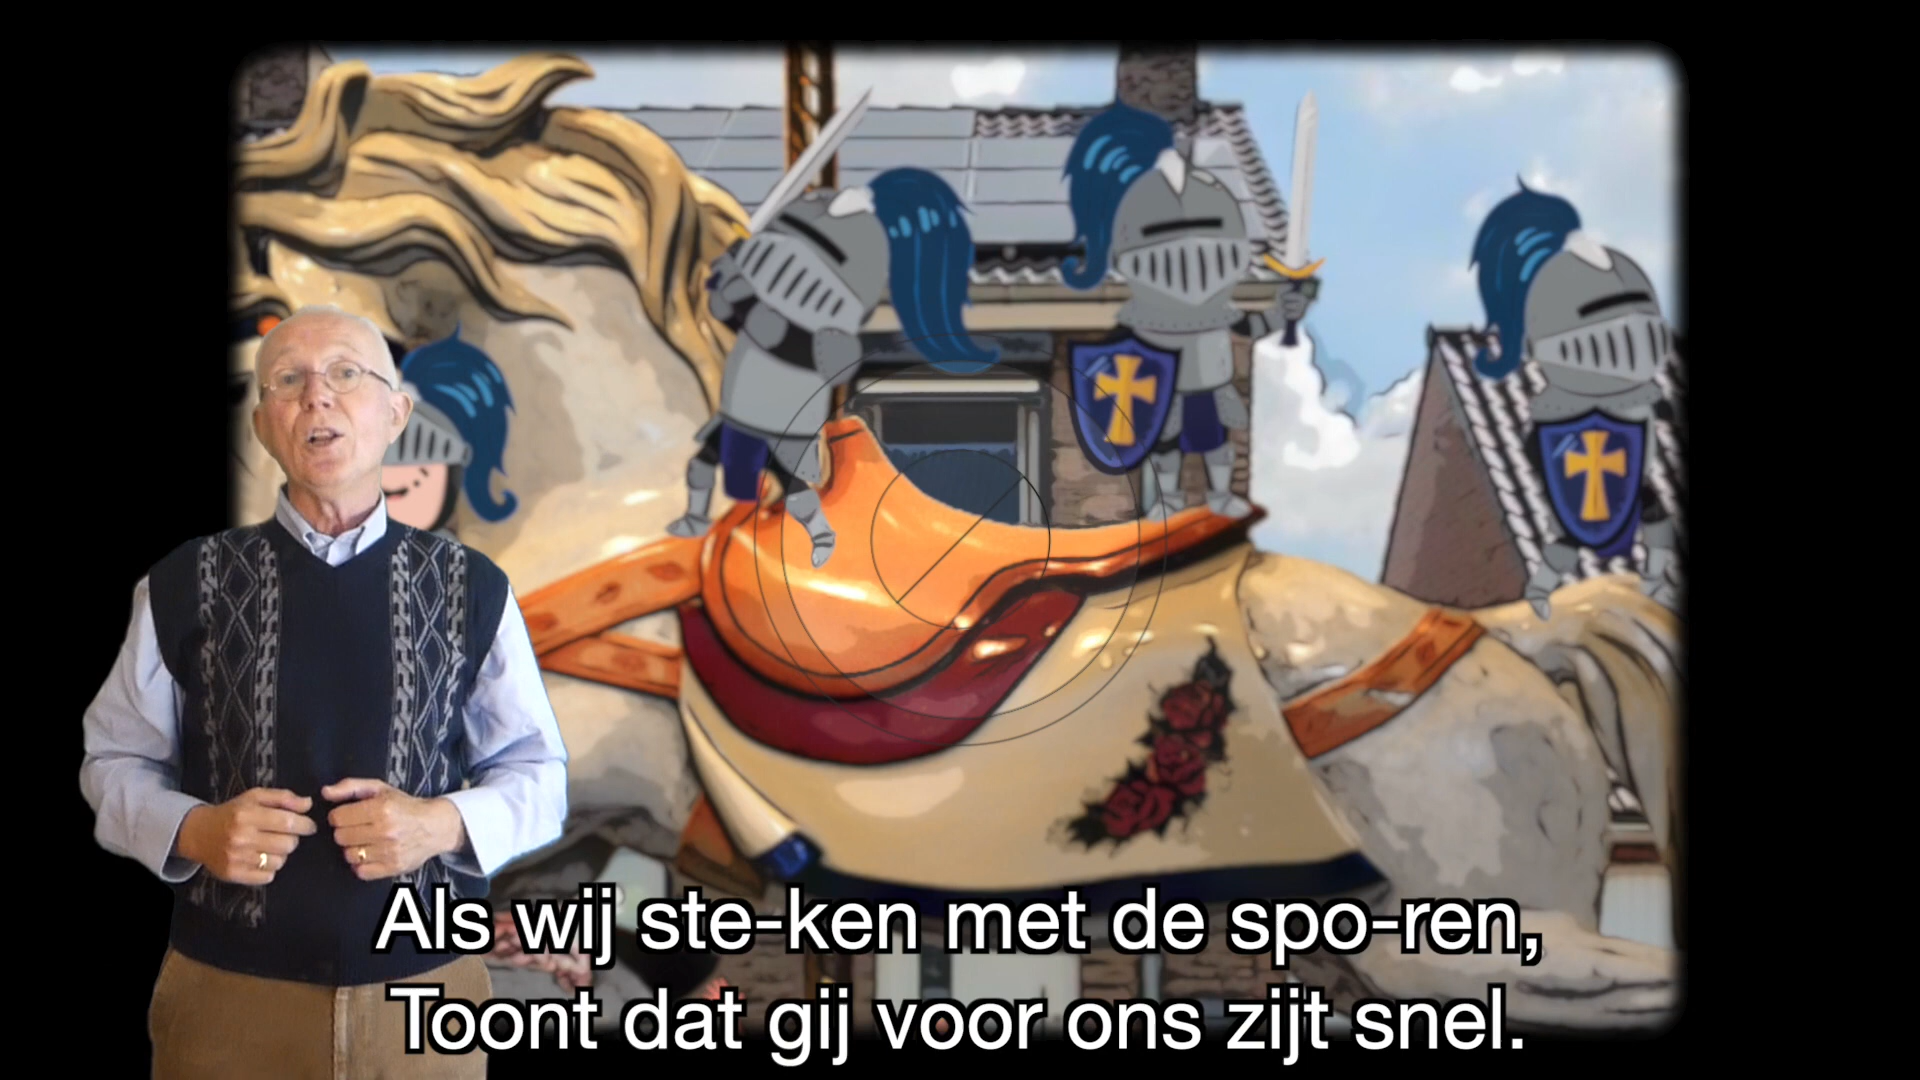 Als wij ste-ken met de spo-ren,
Toont dat gij voor ons zijt snel.